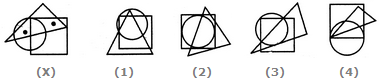 (X) (1) (2) (3) (4)